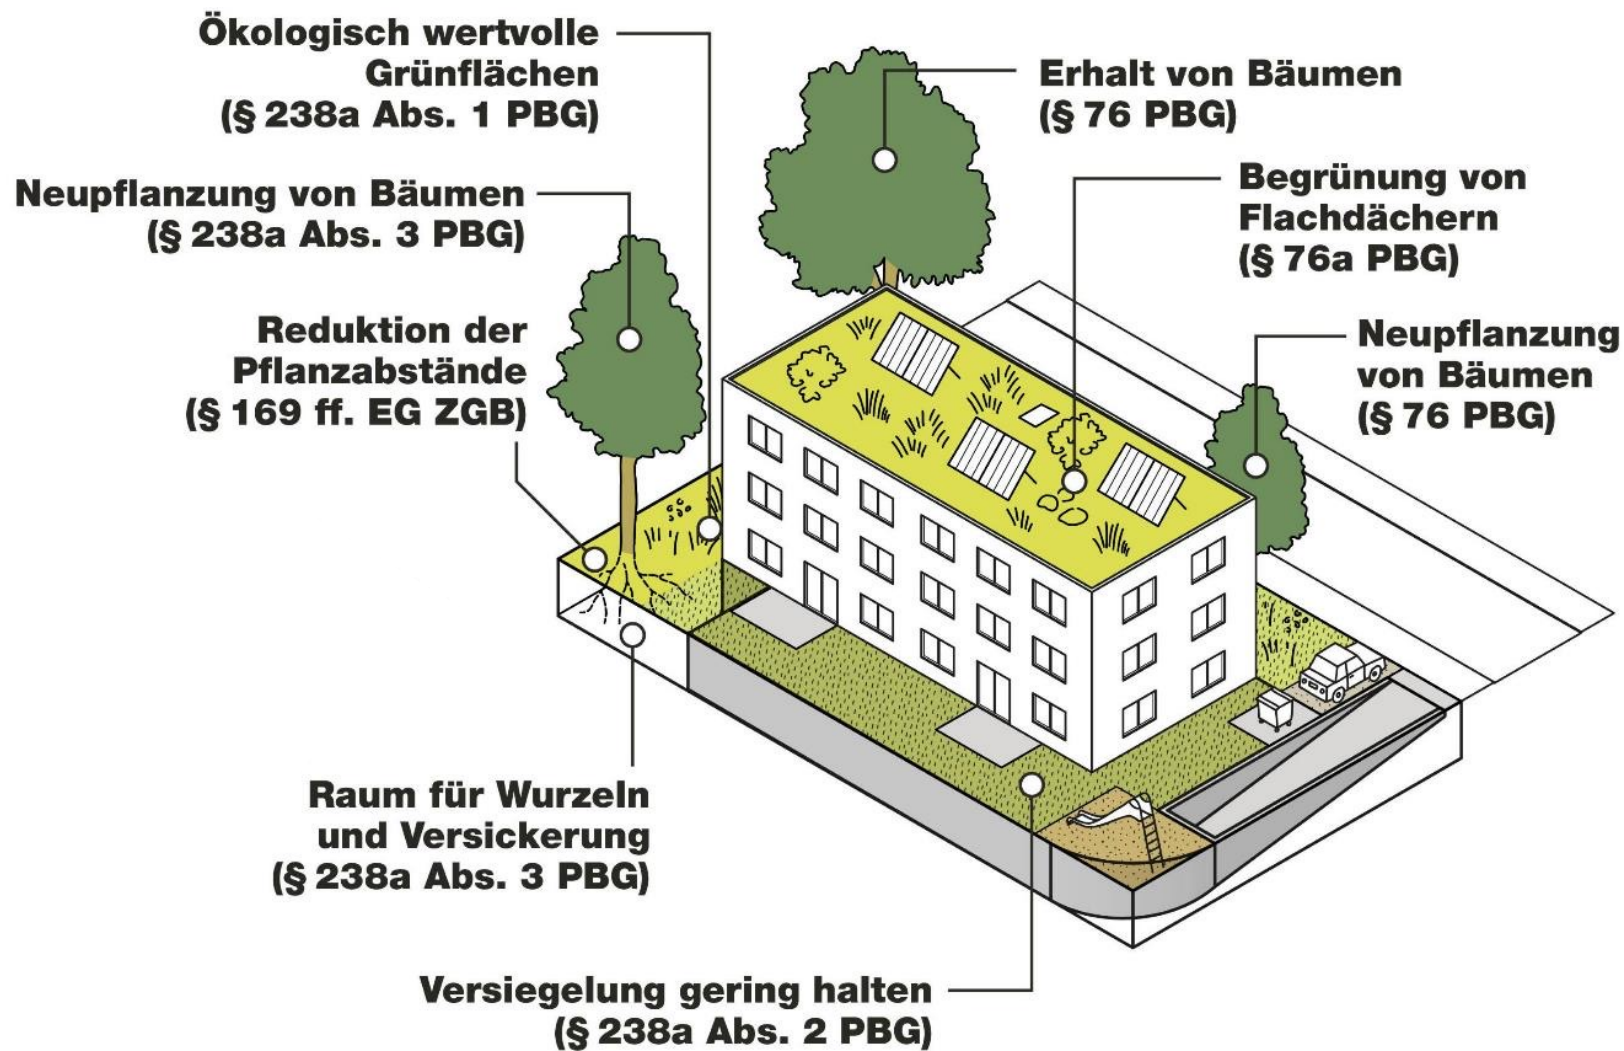 Ökologisch wertvolle
Grünflächen
(§ 238a Abs. 1 PBG)
Neupflanzung von Bäumen
(§ 238a Abs. 3 PBG)
Reduktion der
Pflanzabstände
(§ 169 ff. EG ZGB)
Erhalt von Bäumen
(§ 76 PBG)
Begrünung von
Flachdächern
(§ 76a PBG)
Neupflanzung
von Bäumen
(§ 76 PBG)
Raum für Wurzeln
und Versickerung
(§ 238a Abs. 3 PBG)
Versiegelung gering halten
(§ 238a Abs. 2 PBG)